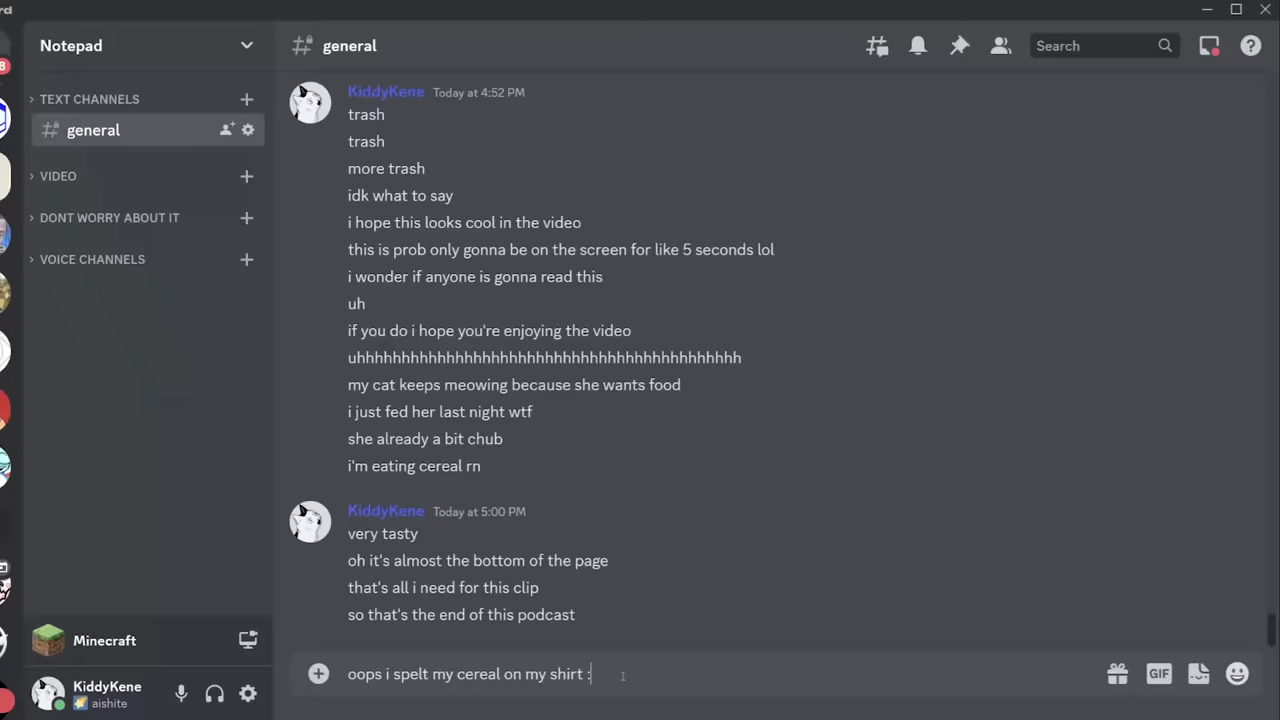 rd
Notepad
general
Search
8
TEXT CHANNELS
general
VIDEO
DONT WORRY ABOUT IT
VOICE CHANNELS
KiddyKene Today at 4:52 PM
trash
trash
more trash
idk what to say
i hope this looks cool in the video
this is prob only gonna be on the screen for like 5 seconds lol
i wonder if anyone is gonna read this
uh
if you do i hope you're enjoying the video
uhhhhhhhhhhhhhhhhhhhhhhhhhhhhhhhhhhhhhhhhhhh
my cat keeps meowing because she wants food
i just fed her last night wtf
she already a bit chub
i'm eating cereal rn
KiddyKene Today at 5:00 PM
very tasty
oh it's almost the bottom of the page
that's all i need for this clip
so that's the end of this podcast
Minecraft
KiddyKene
aishite
oops i spelt my cereal on my shirt :
GIF